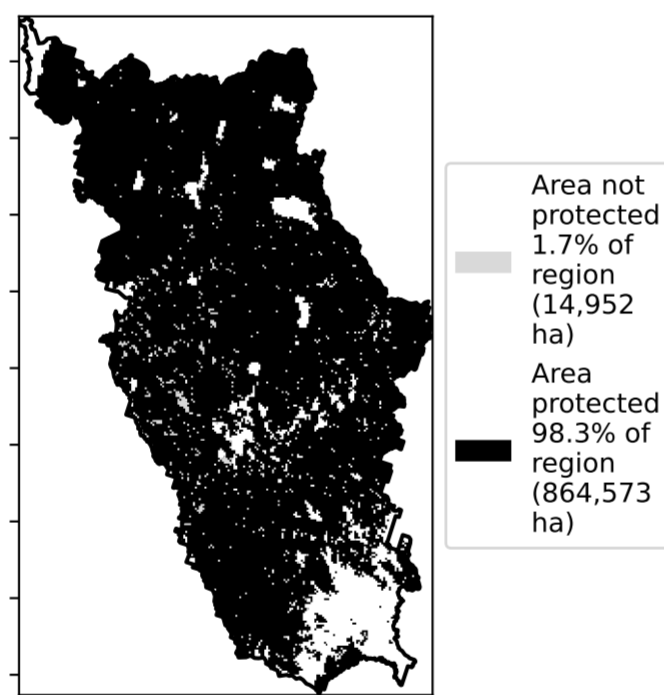 Area not
protected
1.7% of
region
(14,952
ha)
Area
protected
98.3% of
region
(864,573
ha)